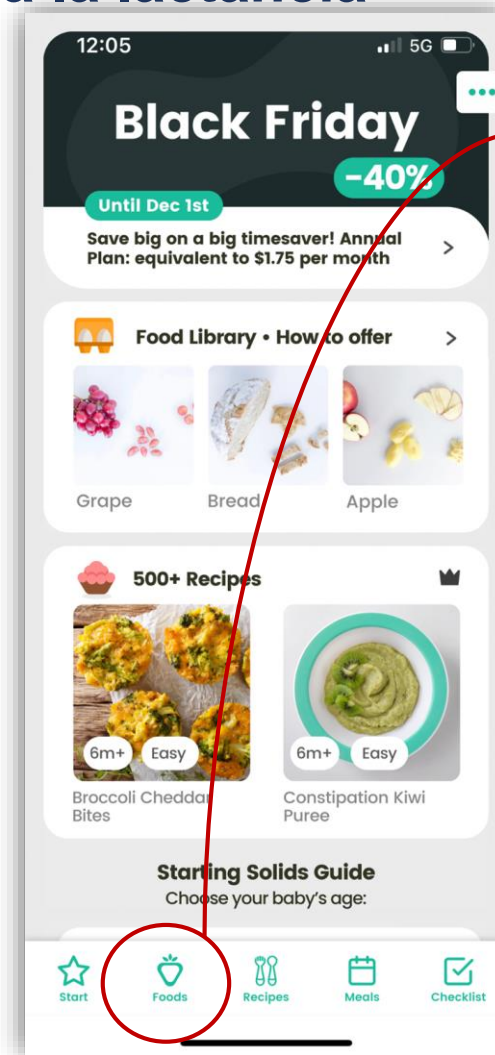 a la lactancia
12:05
5G
Black Friday
-40%
Until Dec 1st
Save big on a big timesaver! Annual
Plan: equivalent to $1.75 per month
Food Library • How to offer
Grape
Bread
Apple
500+ Recipes
6m+ Easy
6m+ Easy
Broccoli Cheddar
Bites
Constipation Kiwi
Puree
Starting Solids Guide
Choose your baby's age:
Start
Foods
Recipes
Meals
Checklist